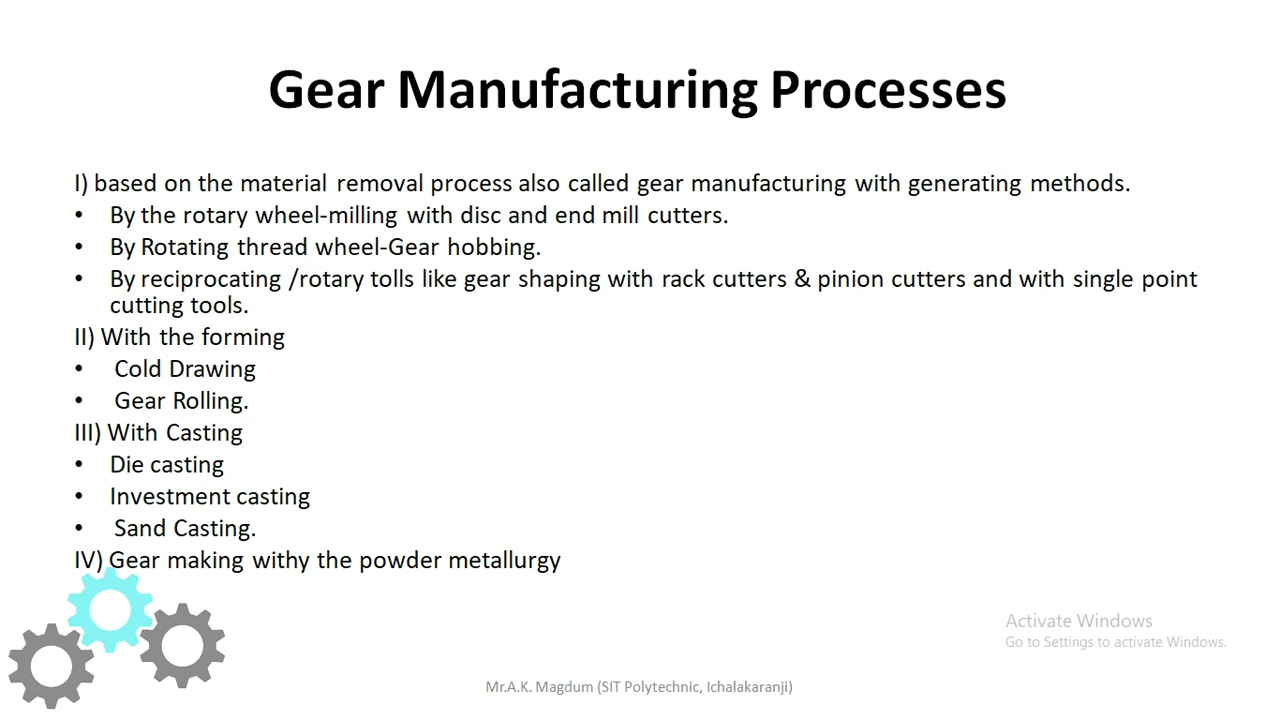 Gear Manufacturing Processes
I) based on the material removal process also called gear manufacturing with generating methods.
• By the rotary wheel-milling with disc and end mill cutters.
• By Rotating thread wheel-Gear hobbing.
• By reciprocating /rotary tolls like gear shaping with rack cutters & pinion cutters and with single point
cutting tools.
II) With the forming
• Cold Drawing
• Gear Rolling.
III) With Casting
• Die casting
• Investment casting
• Sand Casting.
IV) Gear making withy the powder metallurgy
Activate Windows
Go to Settings to activate Windows.
Mr.A.K. Magdum (SIT Polytechnic, Ichalakaranji)